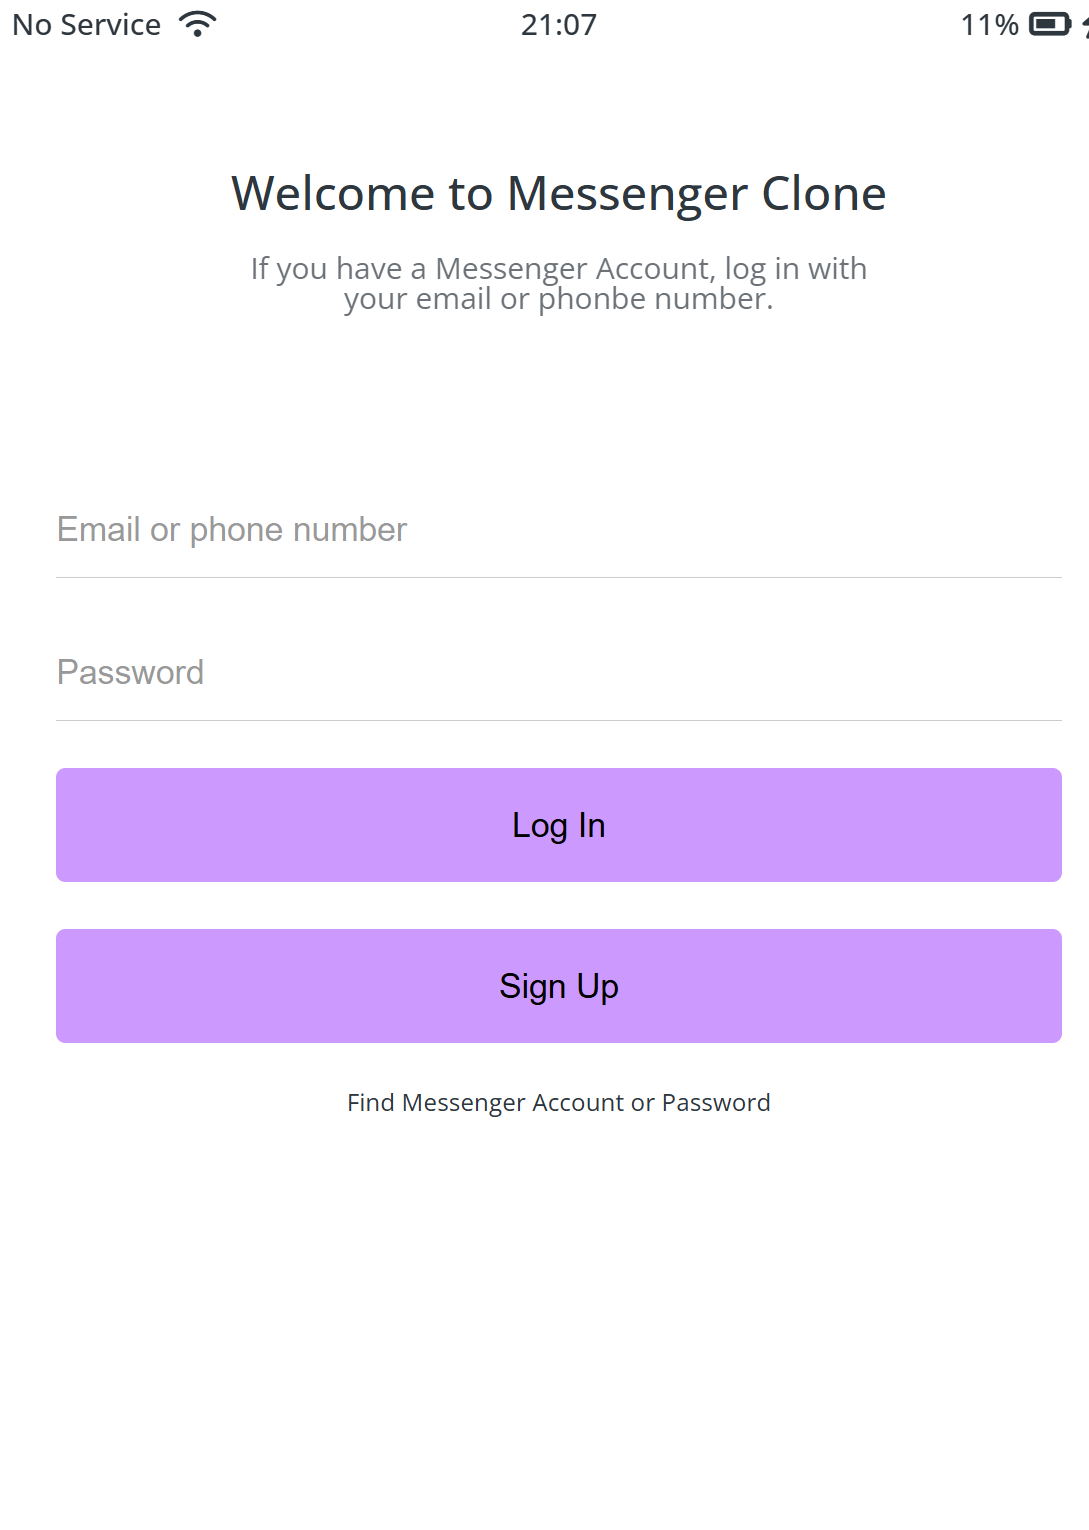 No Service 21:07 11%
Welcome to Messenger Clone
If you have a Messenger Account, log in with
your email or phonbe number.
Email or phone number
Password
Log In
Sign Up
Find Messenger Account or Password